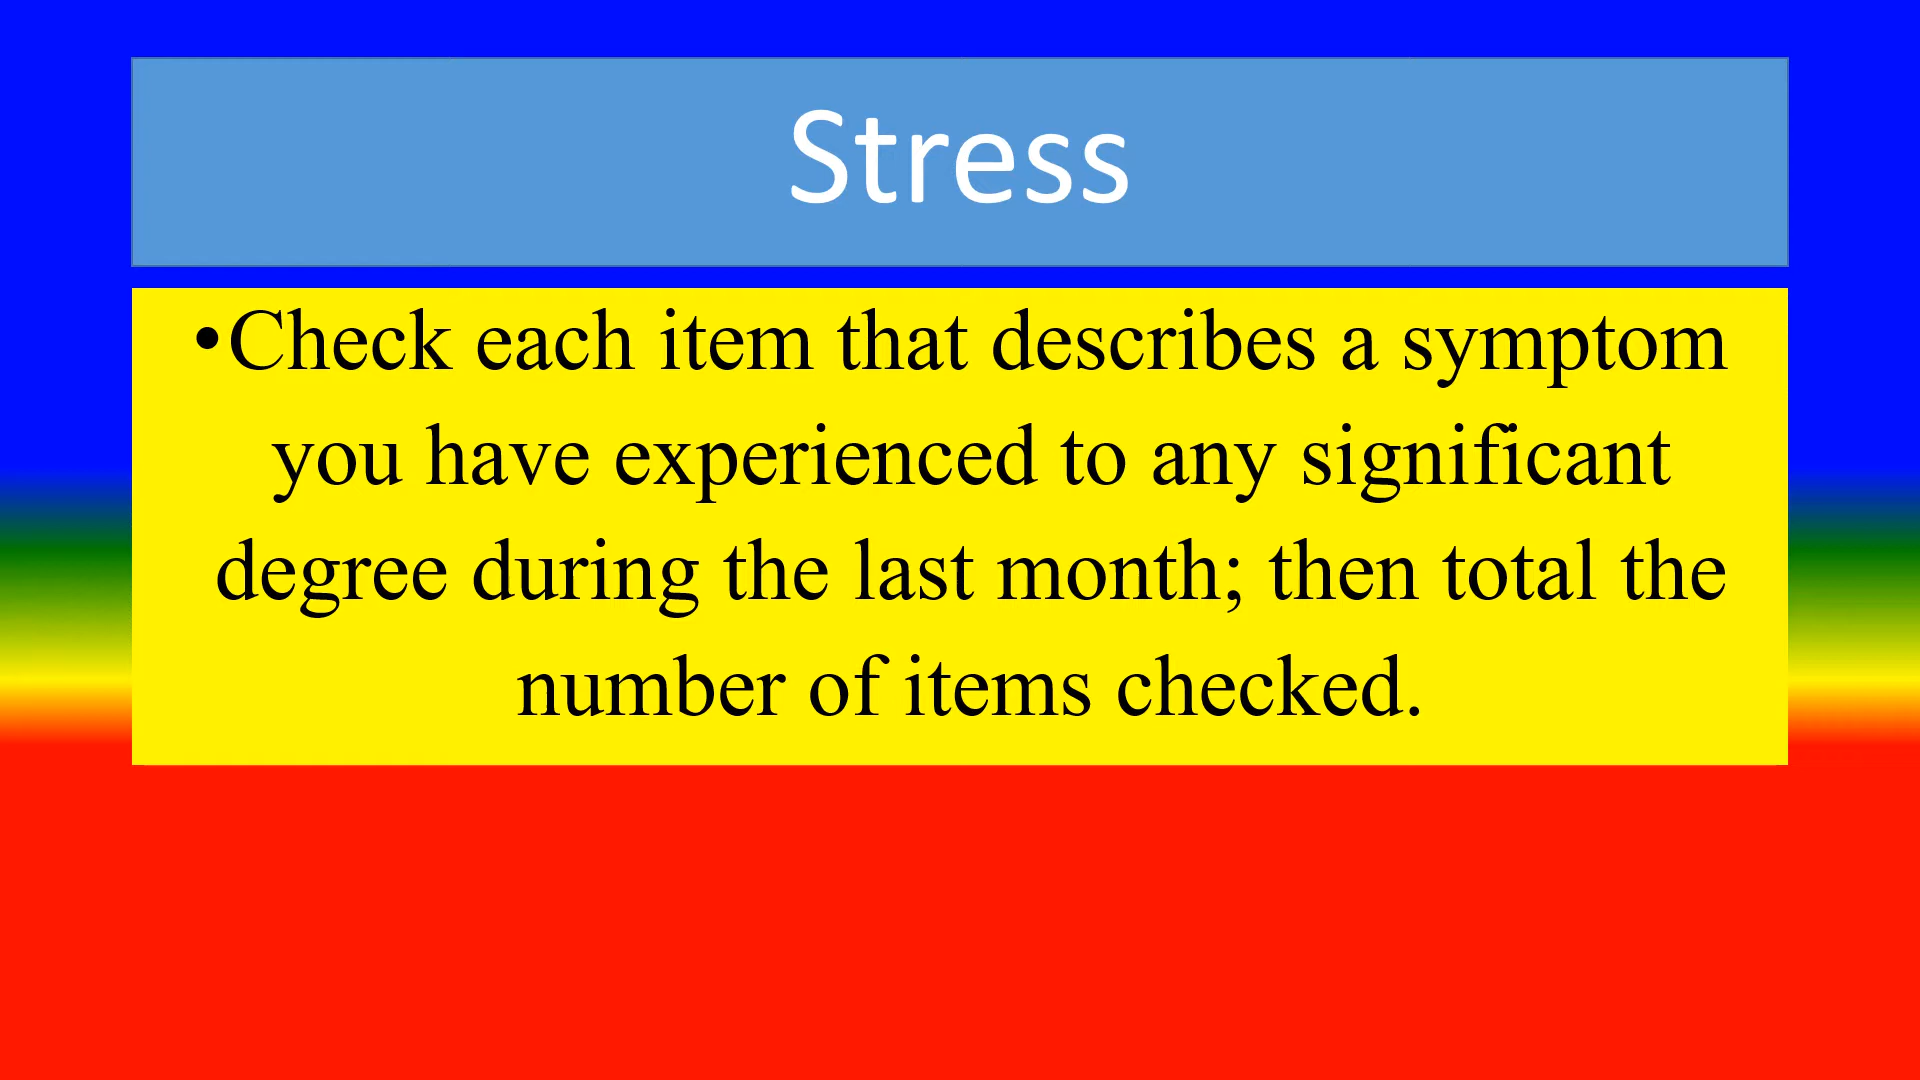 Stress
•Check each item that describes a symptom
you have experienced to any significant
degree during the last month; then total the
number of items checked.